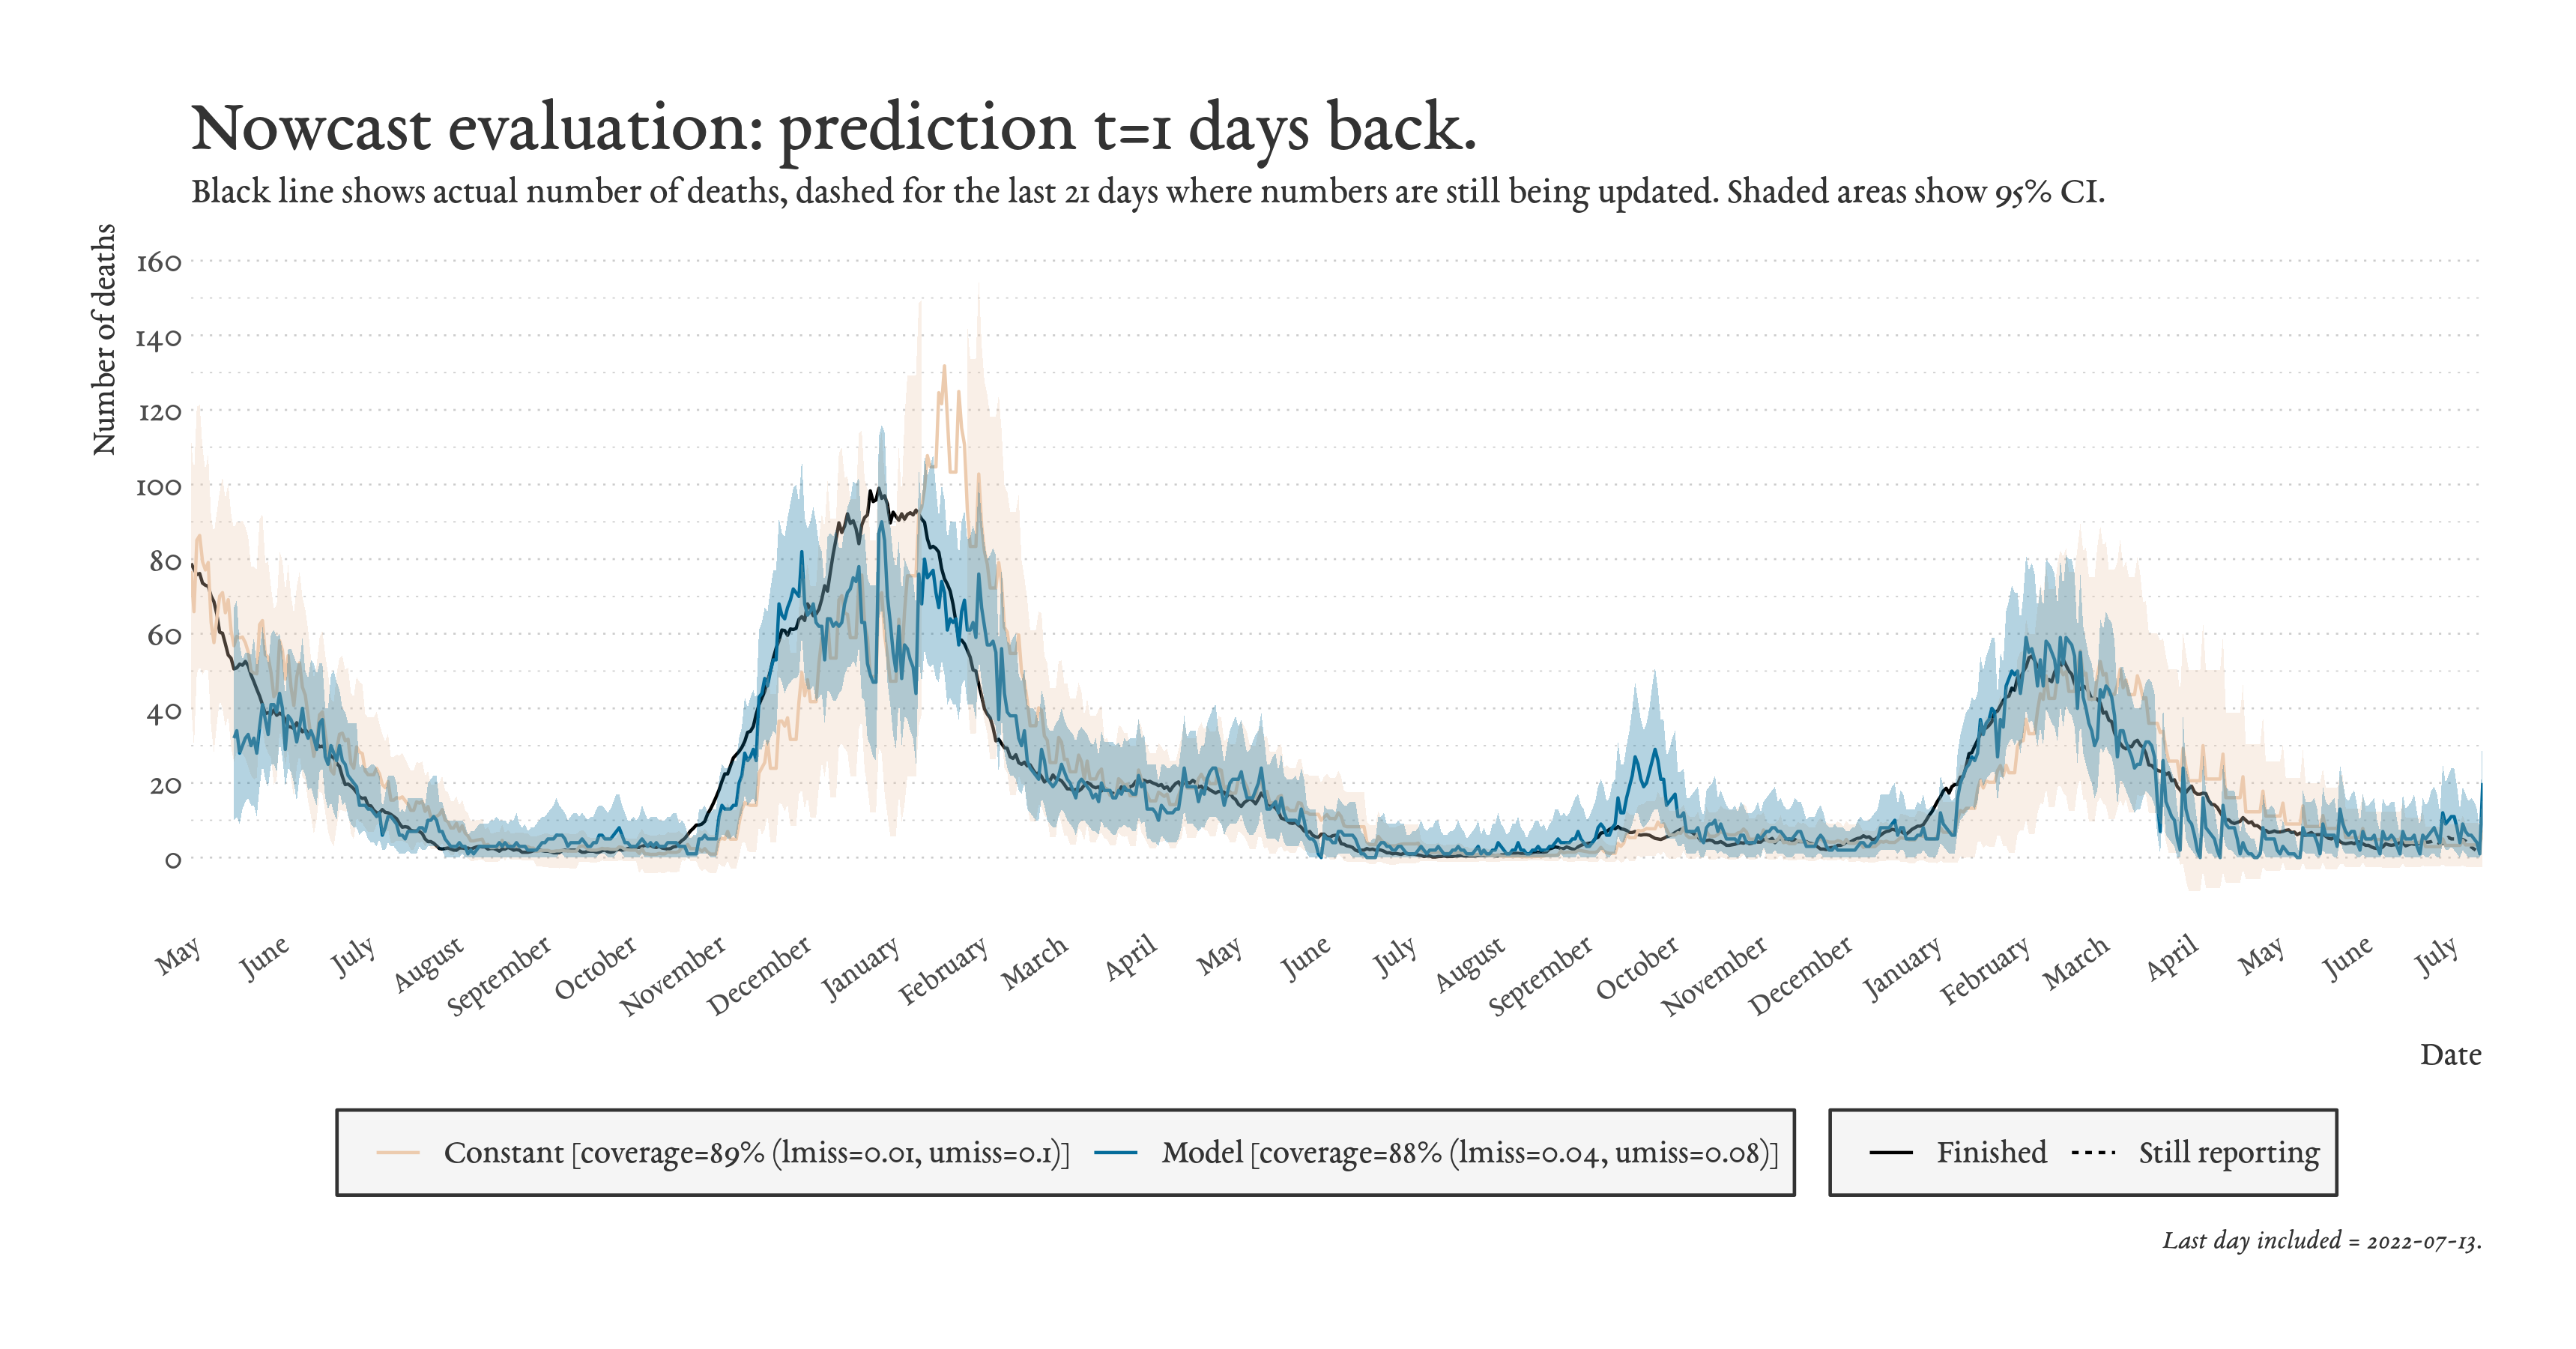 Nowcast evaluation: prediction t=1 days back.
Black line shows actual number of deaths, dashed for the last 21 days where numbers are still being updated. Shaded areas show 95% CI.
Number of deaths
160
140
120
100
80
60
40
20
0
May
June
July
August
September
October
November
December
January
February
March
April
May
June
July
August
September
October
November
December
January
February
March
April
May
June
July
Date
Constant [coverage=89% (lmiss=0.01, umiss=0.1)]
Model [coverage=88% (lmiss=0.04, umiss=0.08)]
Finished
Still reporting
Last day included = 2022-07-13.